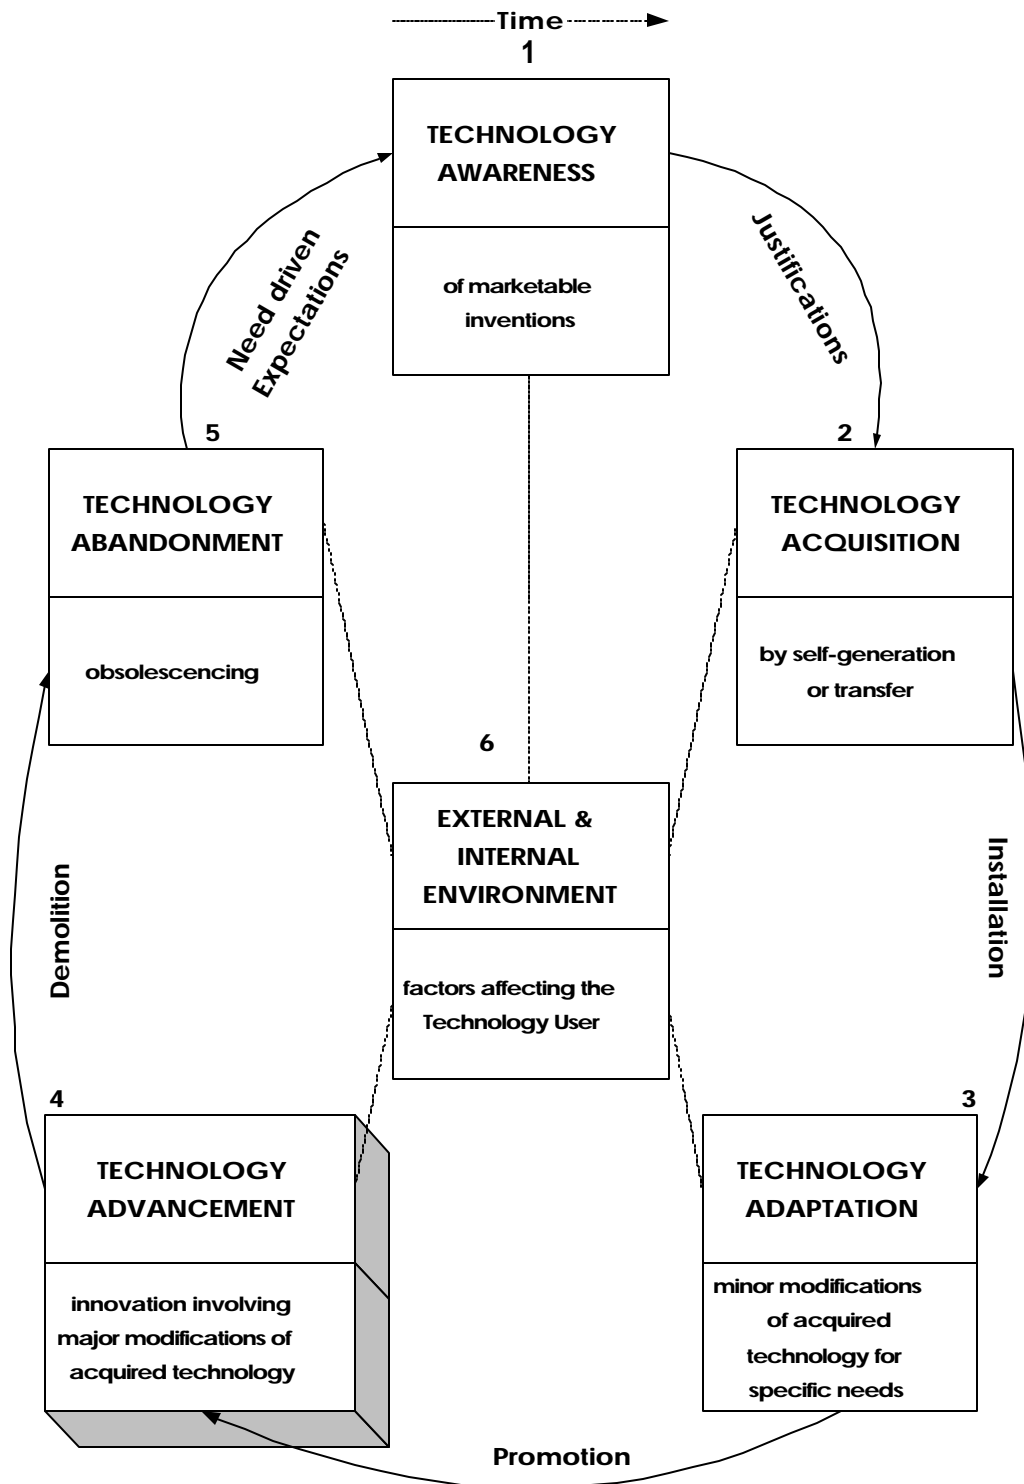 Time
1
TECHNOLOGY
AWARENESS
of marketable
inventions
Need driven
Expectations
Justifications
5
TECHNOLOGY
ABANDONMENT
obsolescencing
2
TECHNOLOGY
ACQUISITION
by self-generation
or transfer
6
EXTERNAL &
INTERNAL
ENVIRONMENT
factors affecting the
Technology User
Demolition
Installation
4
TECHNOLOGY
ADVANCEMENT
innovation involving
major modifications of
acquired technology
3
TECHNOLOGY
ADAPTATION
minor modifications
of acquired
technology for
specific needs
Promotion